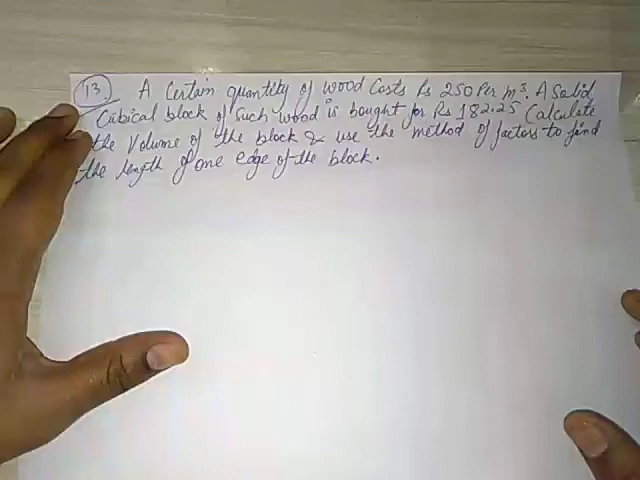 13. A Certain quantity of wood Costs Rs 250 Per m³. A Solid
Cubical block of Such wood is bought for Rs 182.25 Calculate
the Volume of the block & use the method of factors to find
the length of one edge of the block.